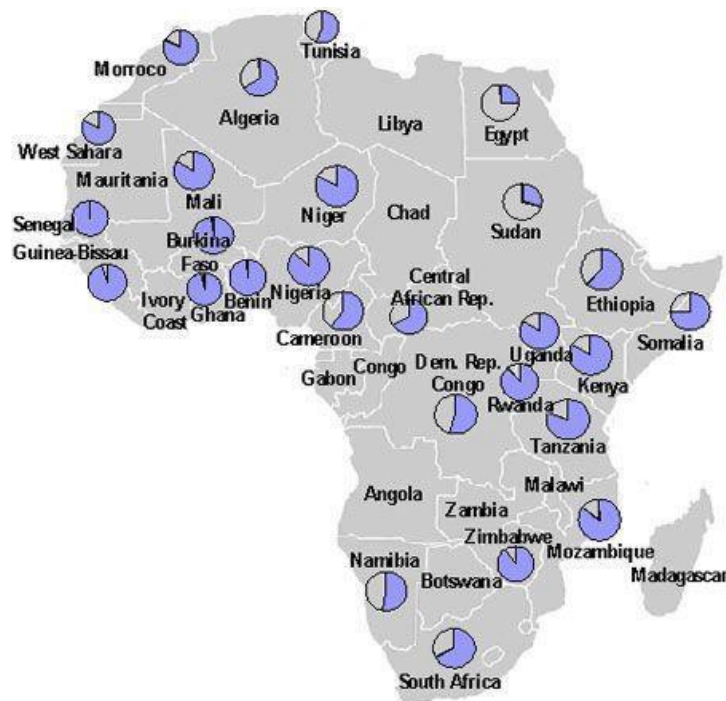 Tunisia
Morroco
Algeria
Libya
Egypt
West Sahara
Mauritania
Mali
Niger
Chad
Sudan
Senegal
Burkina
Faso
Guinea-Bissau
Ivory
Coast
Ghana
Benin
Nigeria
Central
African Rep.
Cameroon
Ethiopia
Somalia
Uganda
Kenya
Gabon
Congo
Dem. Rep.
Congo
Rwanda
Tanzania
Angola
Malawi
Zambia
Zimbabwe
Mozambique
Madagascar
Namibia
Botswana
South Africa